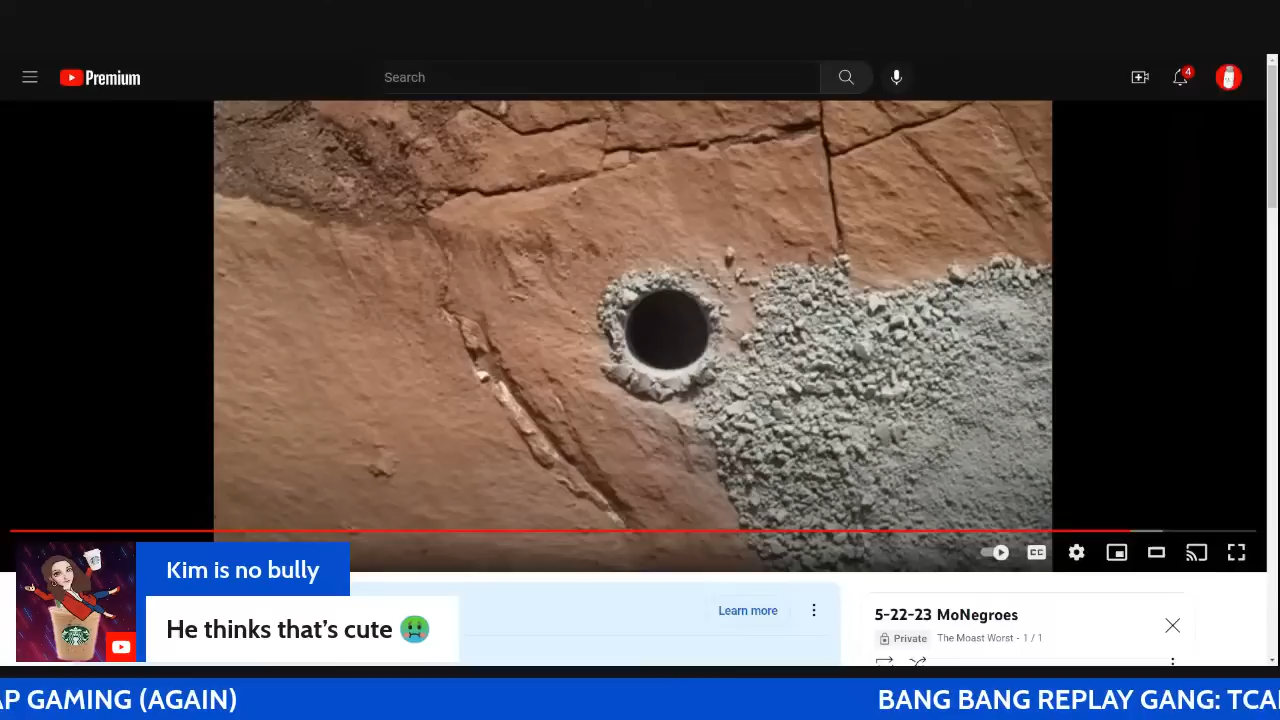 Premium
Search
4
Learn more
5-22-23 MoNegroes
Private The Moast Worst - 1 / 1
Kim is no bully
He thinks that's cute 🤢
AP GAMING (AGAIN)
BANG BANG REPLAY GANG: TCA